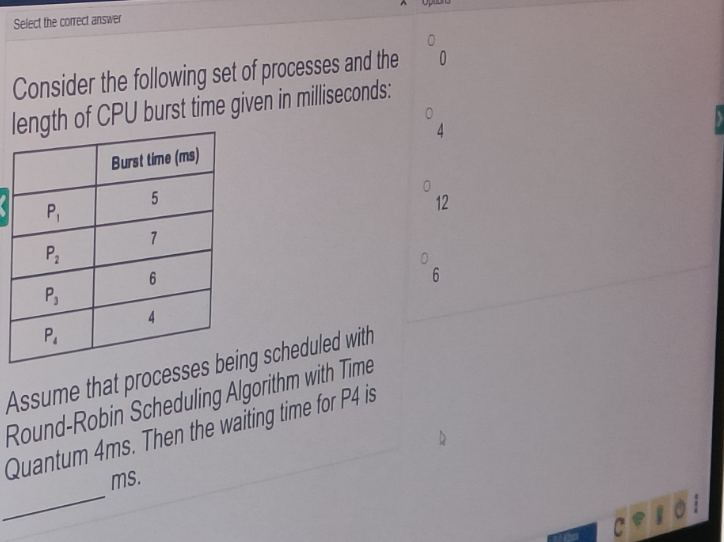 Select the correct answer
Consider the following set of processes and the
length of CPU burst time given in milliseconds:
Burst time (ms)
P1 5
P2 7
P3 6
P4 4
Assume that processes being scheduled with
Round-Robin Scheduling Algorithm with Time
Quantum 4ms. Then the waiting time for P4 is
__________ ms.
Options
0
4
12
6